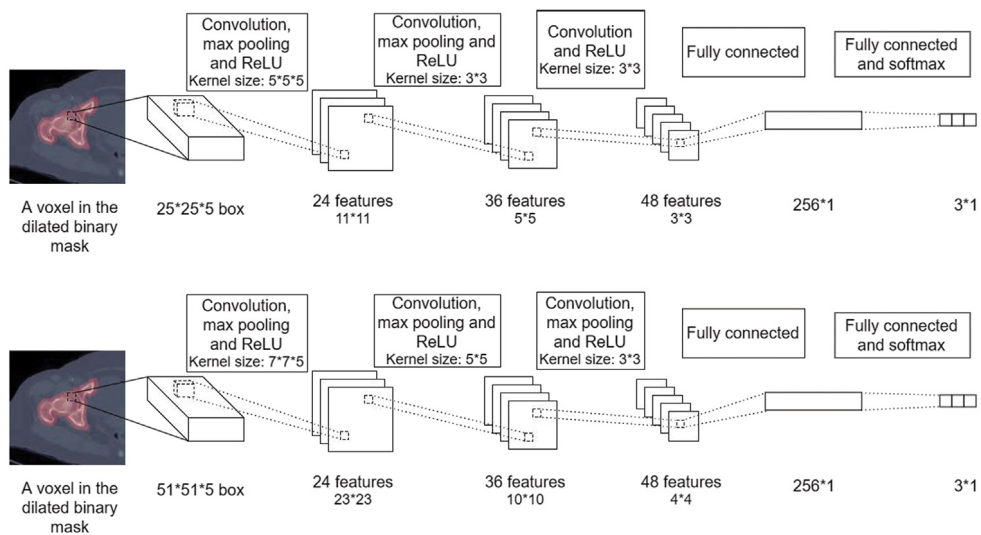 Convolution,
max pooling
and ReLU
Kernel size: 5*5*5
Convolution,
max pooling and
ReLU
Kernel size: 3*3
Convolution
and ReLU
Kernel size: 3*3
Fully connected
Fully connected
and softmax
A voxel in the
dilated binary
mask
25*25*5 box
24 features
11*11
36 features
5*5
48 features
3*3
256*1
3*1
Convolution,
max pooling
and ReLU
Kernel size: 7*7*5
Convolution,
max pooling and
ReLU
Kernel size: 5*5
Convolution,
max pooling
and ReLU
Kernel size: 3*3
Fully connected
Fully connected
and softmax
A voxel in the
dilated binary
mask
51*51*5 box
24 features
23*23
36 features
10*10
48 features
4*4
256*1
3*1